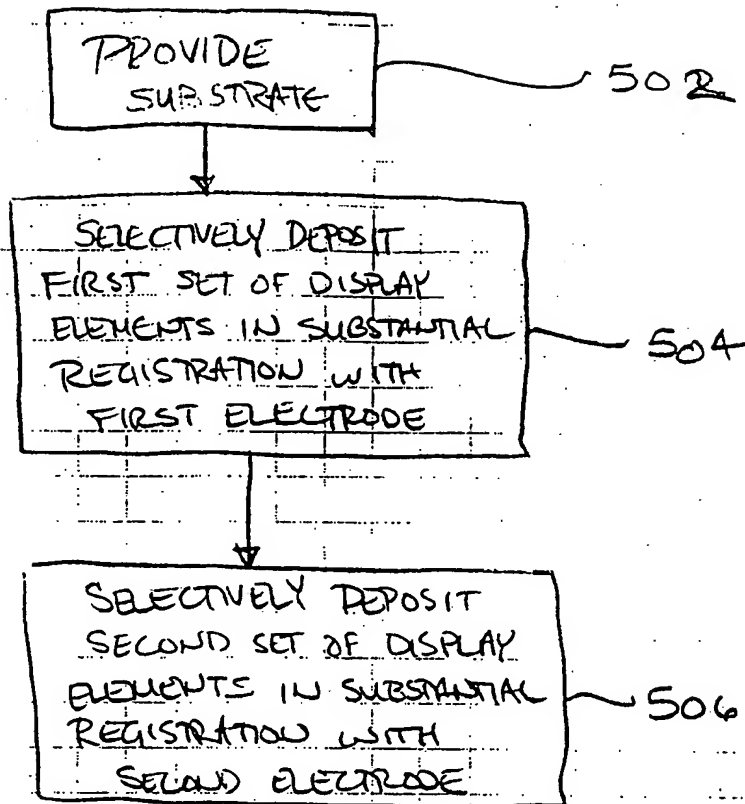 PROVIDE
SUBSTRATE
502
SELECTIVELY DEPOSIT
FIRST SET OF DISPLAY
ELEMENTS IN SUBSTANTIAL
REGISTRATION WITH
FIRST ELECTRODE
504
SELECTIVELY DEPOSIT
SECOND SET OF DISPLAY
ELEMENTS IN SUBSTANTIAL
REGISTRATION WITH
SECOND ELECTRODE
506